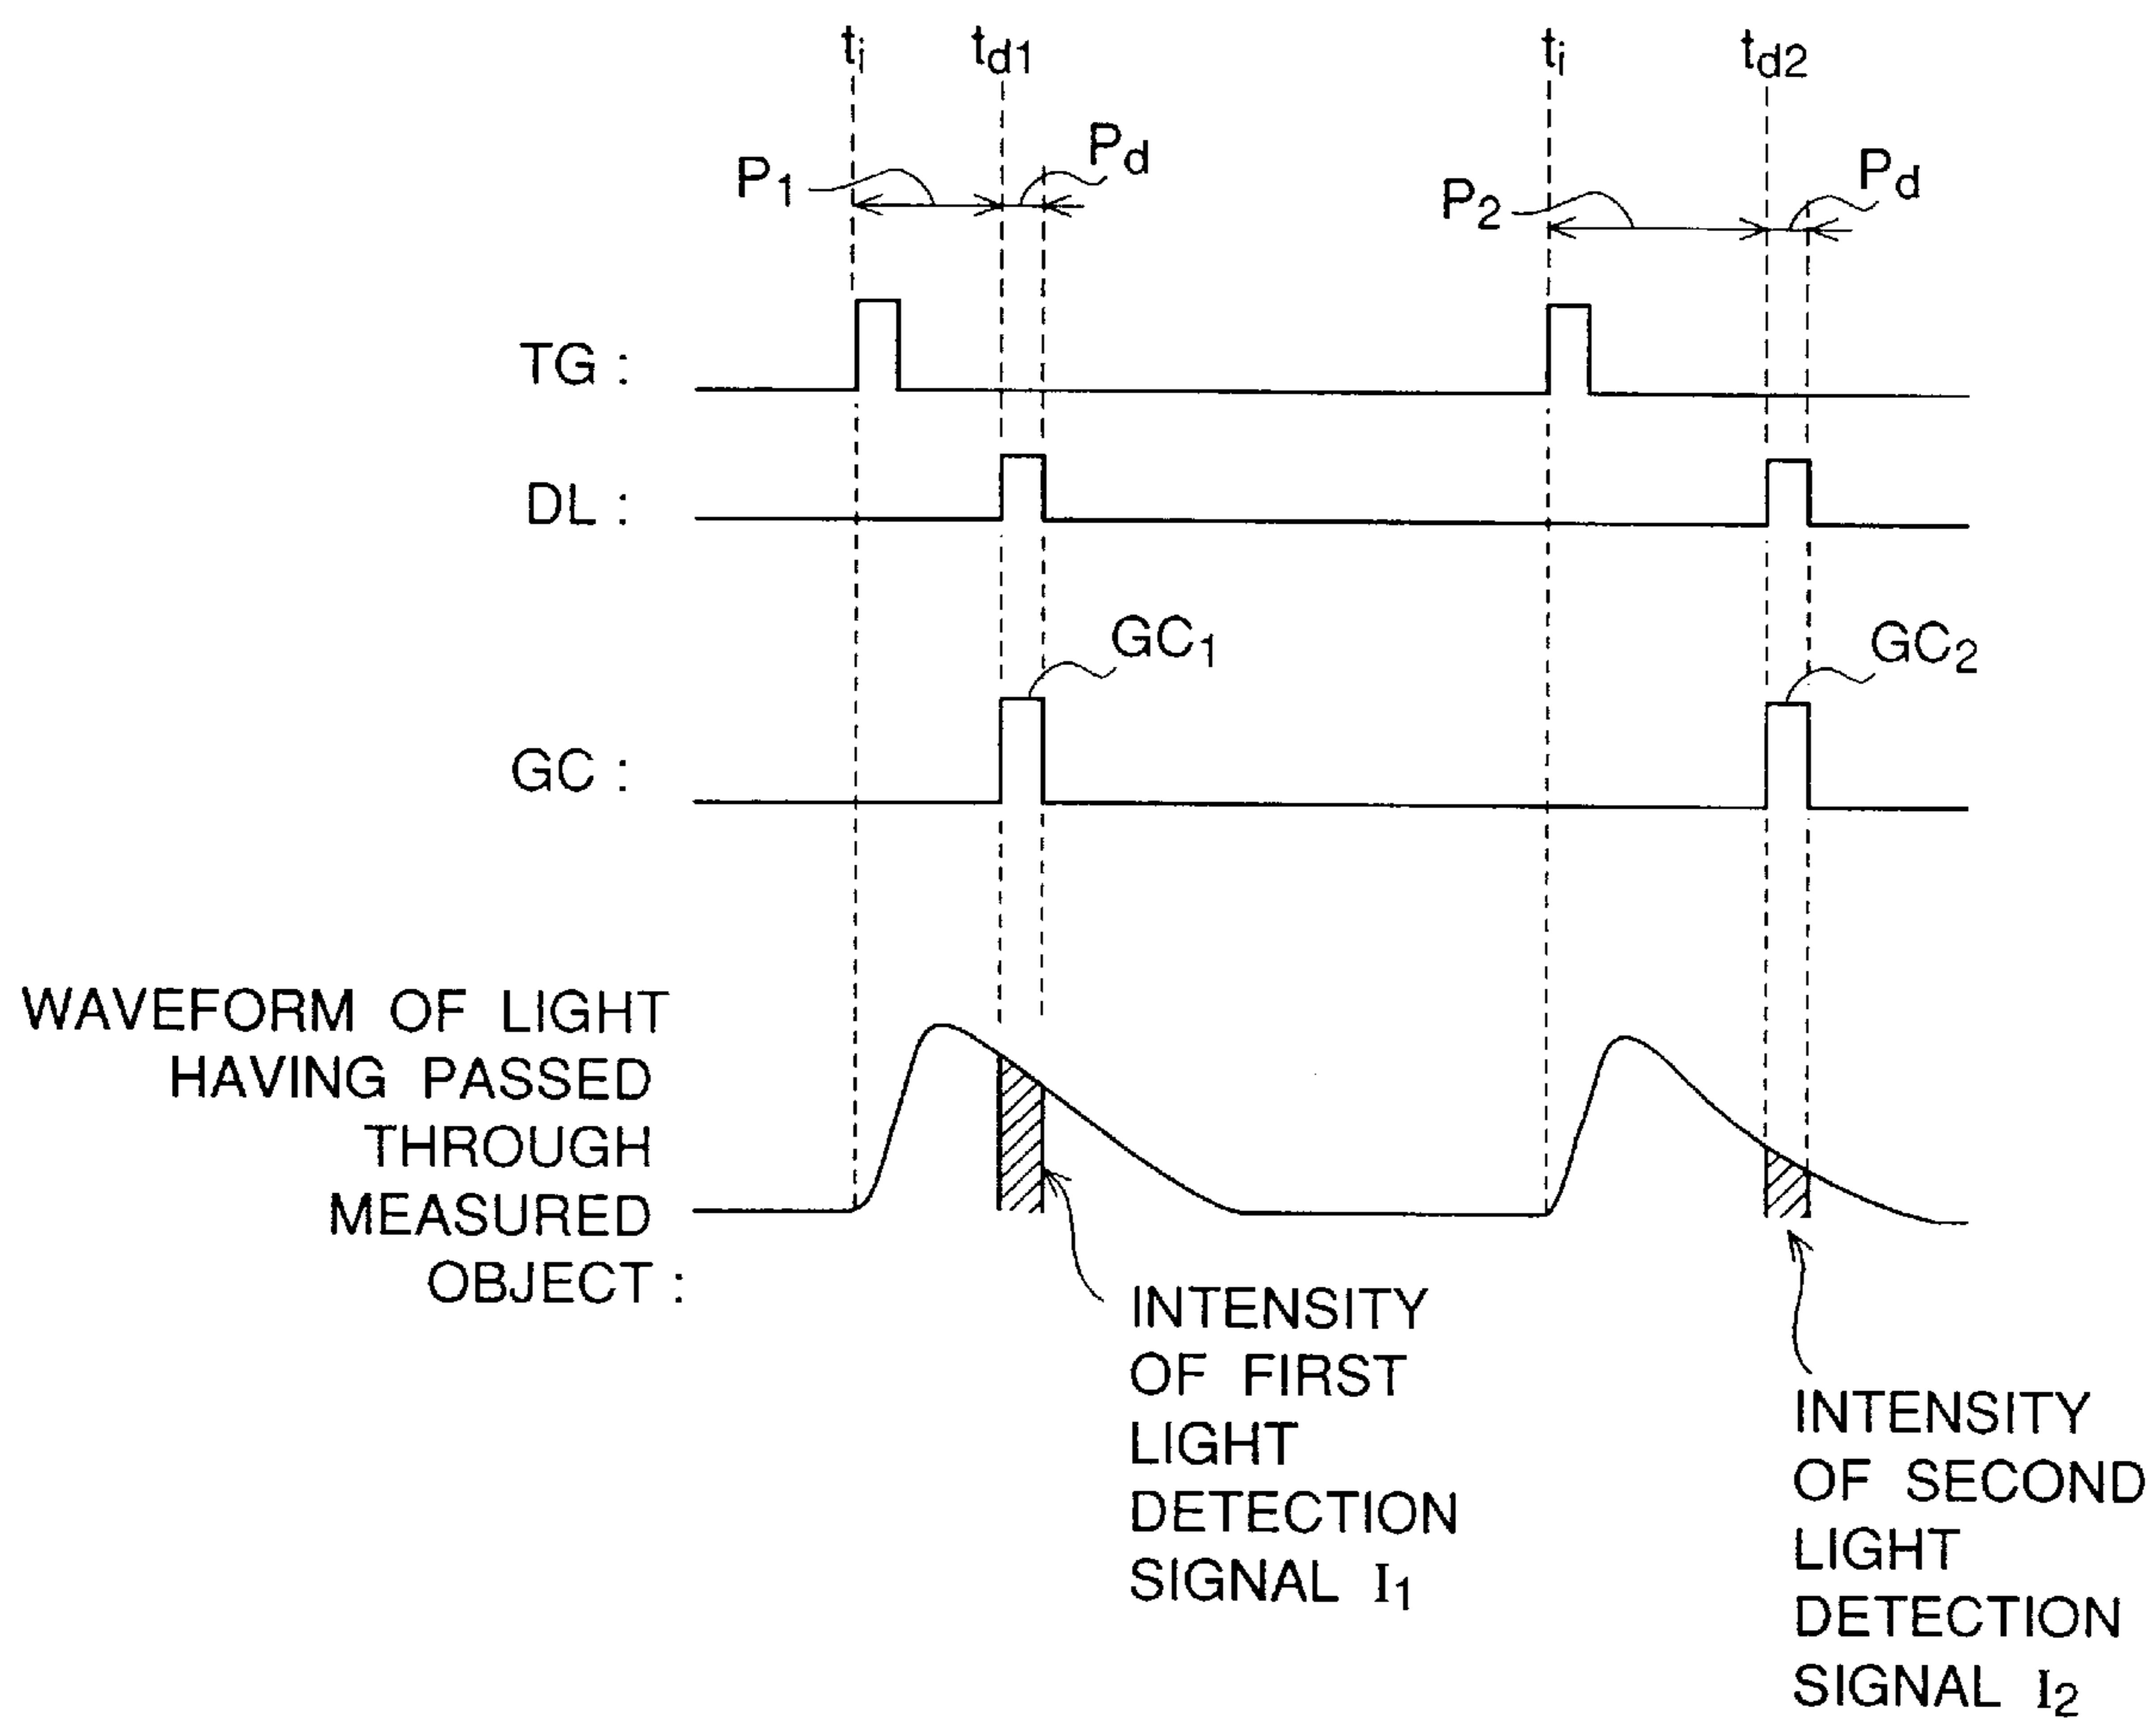 ti td1 ti td2
P1 Pd P2 Pd
TG :
DL :
GC1 GC2
GC :
WAVEFORM OF LIGHT
HAVING PASSED
THROUGH
MEASURED
OBJECT :
INTENSITY
OF FIRST
LIGHT
DETECTION
SIGNAL I1
INTENSITY
OF SECOND
LIGHT
DETECTION
SIGNAL I2